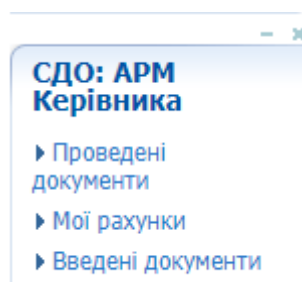 СДО: АРМ
Керівника
Проведені
документи
Мої рахунки
Введені документи